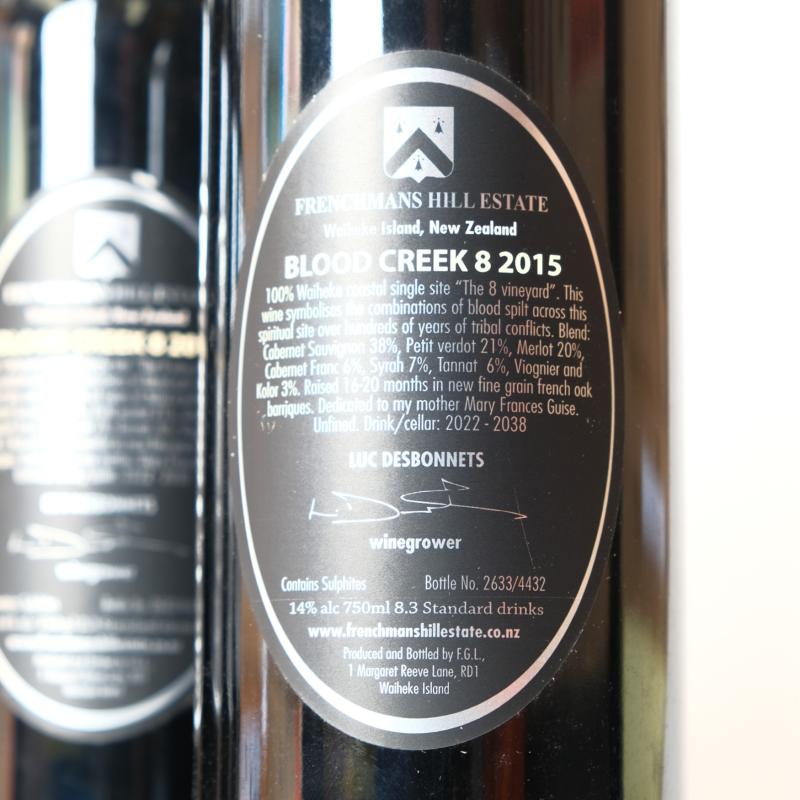 FRENCHMANS HILL ESTATE
Waiheke Island, New Zealand
BLOOD CREEK 8 2015
100% Waiheke coastal single site “The 8 vineyard”. This
wine symbolises the combinations of blood spilt across this
spiritual site over hundreds of years of tribal conflicts. Blend:
Cabernet Sauvignon 38%, Petit verdot 21%, Merlot 20%,
Cabernet Franc 6%, Syrah 7%, Tannat 6%, Viognier and
Kolor 3%. Raised 16-20 months in new fine grain french oak
barriques. Dedicated to my mother Mary Frances Guise.
Unfined. Drink/cellar: 2022 - 2038
LUC DESBONNETS
winegrower
Contains Sulphites Bottle No. 2633/4432
14% alc 750ml 8.3 Standard drinks
www.frenchmanshillestate.co.nz
Produced and Bottled by F.G.L.,
1 Margaret Reeve Lane, RD1
Waiheke Island